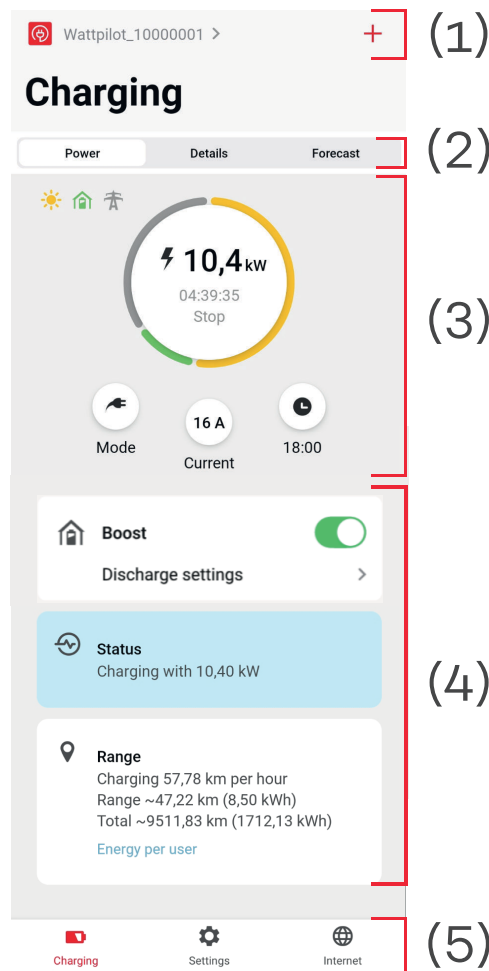 Wattpilot_10000001 >
(1)
Charging
Power Details Forecast
(2)
10,4 kW
04:39:35
Stop
(3)
16 A
Mode
Current
18:00
Boost
Discharge settings
Status
Charging with 10,40 kW
(4)
Range
Charging 57,78 km per hour
Range ~47,22 km (8,50 kWh)
Total ~9511,83 km (1712,13 kWh)
Energy per user
Charging Settings Internet
(5)